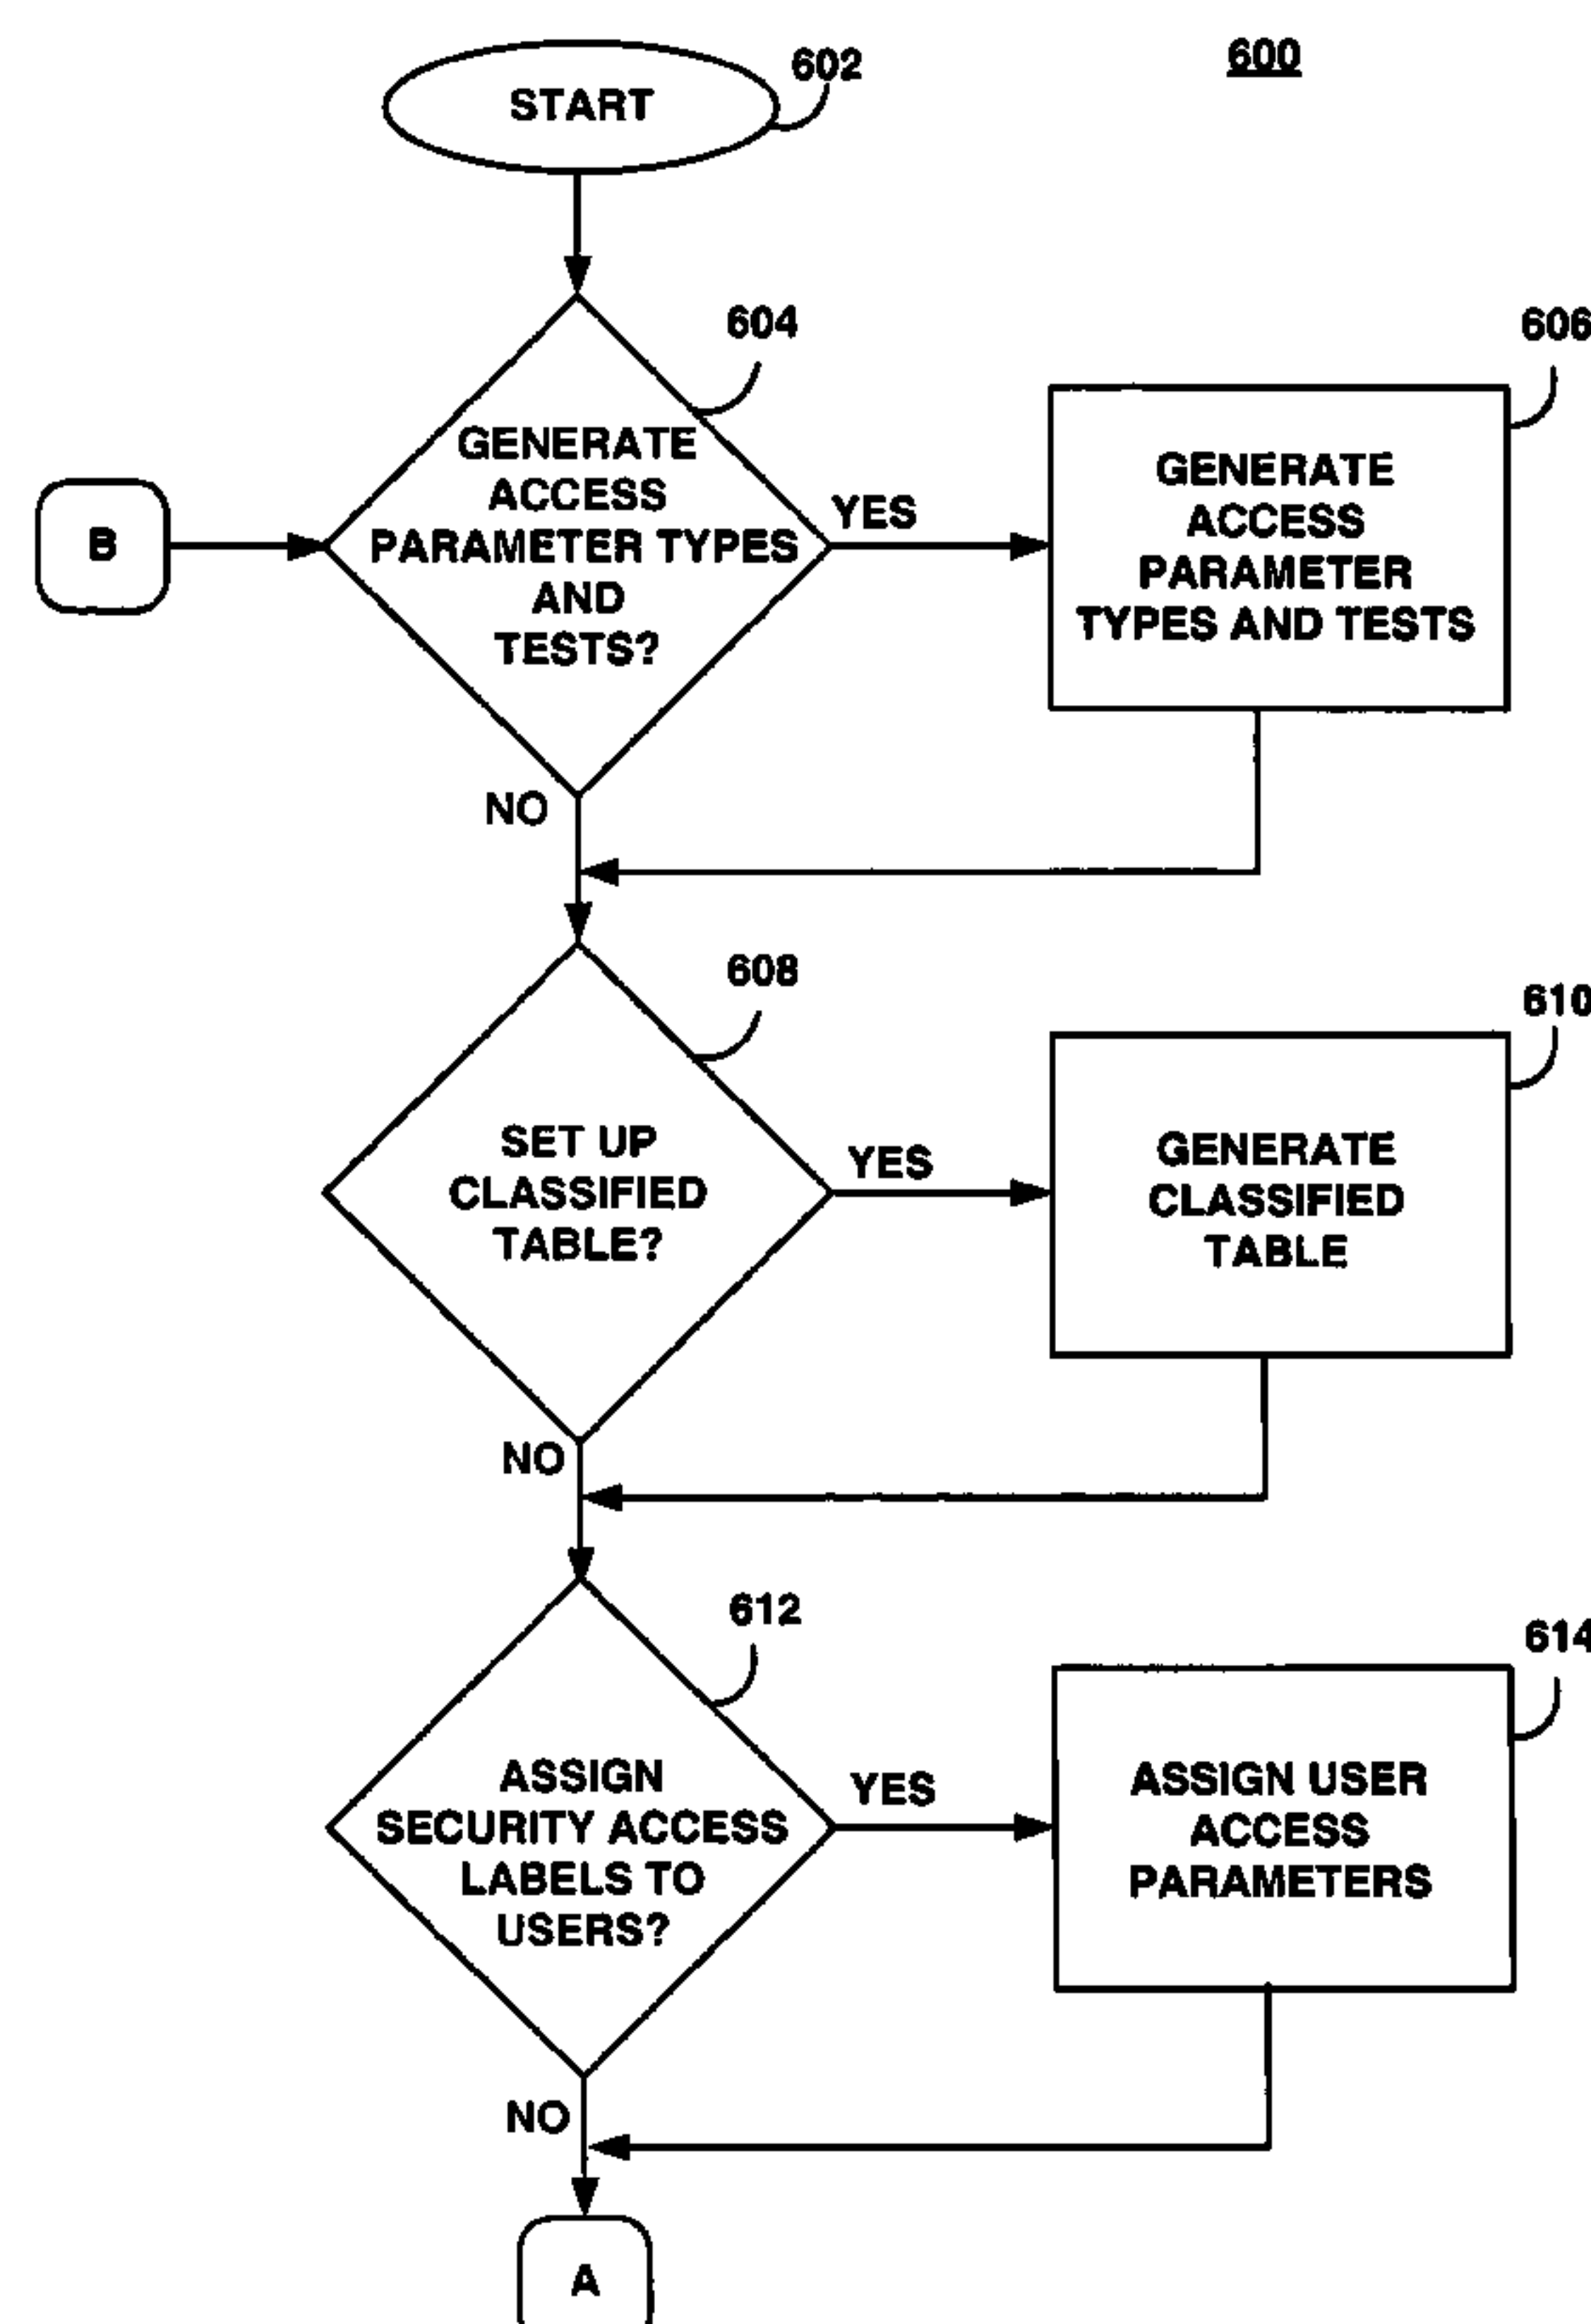 600
START
602
604
GENERATE
ACCESS
PARAMETER TYPES
AND
TESTS?
B
YES
606
GENERATE
ACCESS
PARAMETER
TYPES AND TESTS
NO
608
SET UP
CLASSIFIED
TABLE?
YES
610
GENERATE
CLASSIFIED
TABLE
NO
612
ASSIGN
SECURITY ACCESS
LABELS TO
USERS?
YES
614
ASSIGN USER
ACCESS
PARAMETERS
NO
A